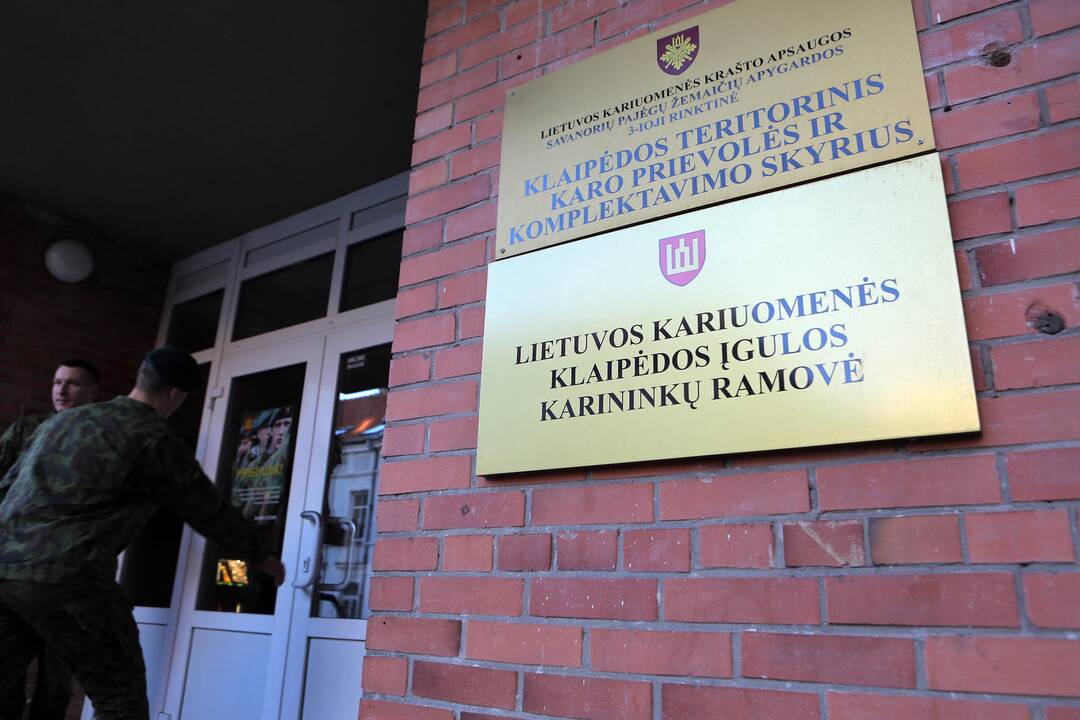 LIETUVOS KARIUOMENĖS KRAŠTO APSAUGOS
SAVANORIŲ PAJĖGŲ ŽEMAIČIŲ APYGARDOS
3-IOJI RINKTINĖ
KLAIPĖDOS TERITORINIS
KARO PRIEVOLĖS IR
KOMPLEKTAVIMO SKYRIUS
LIETUVOS KARIUOMENĖS
KLAIPĖDOS ĮGULOS
KARININKŲ RAMOVĖ